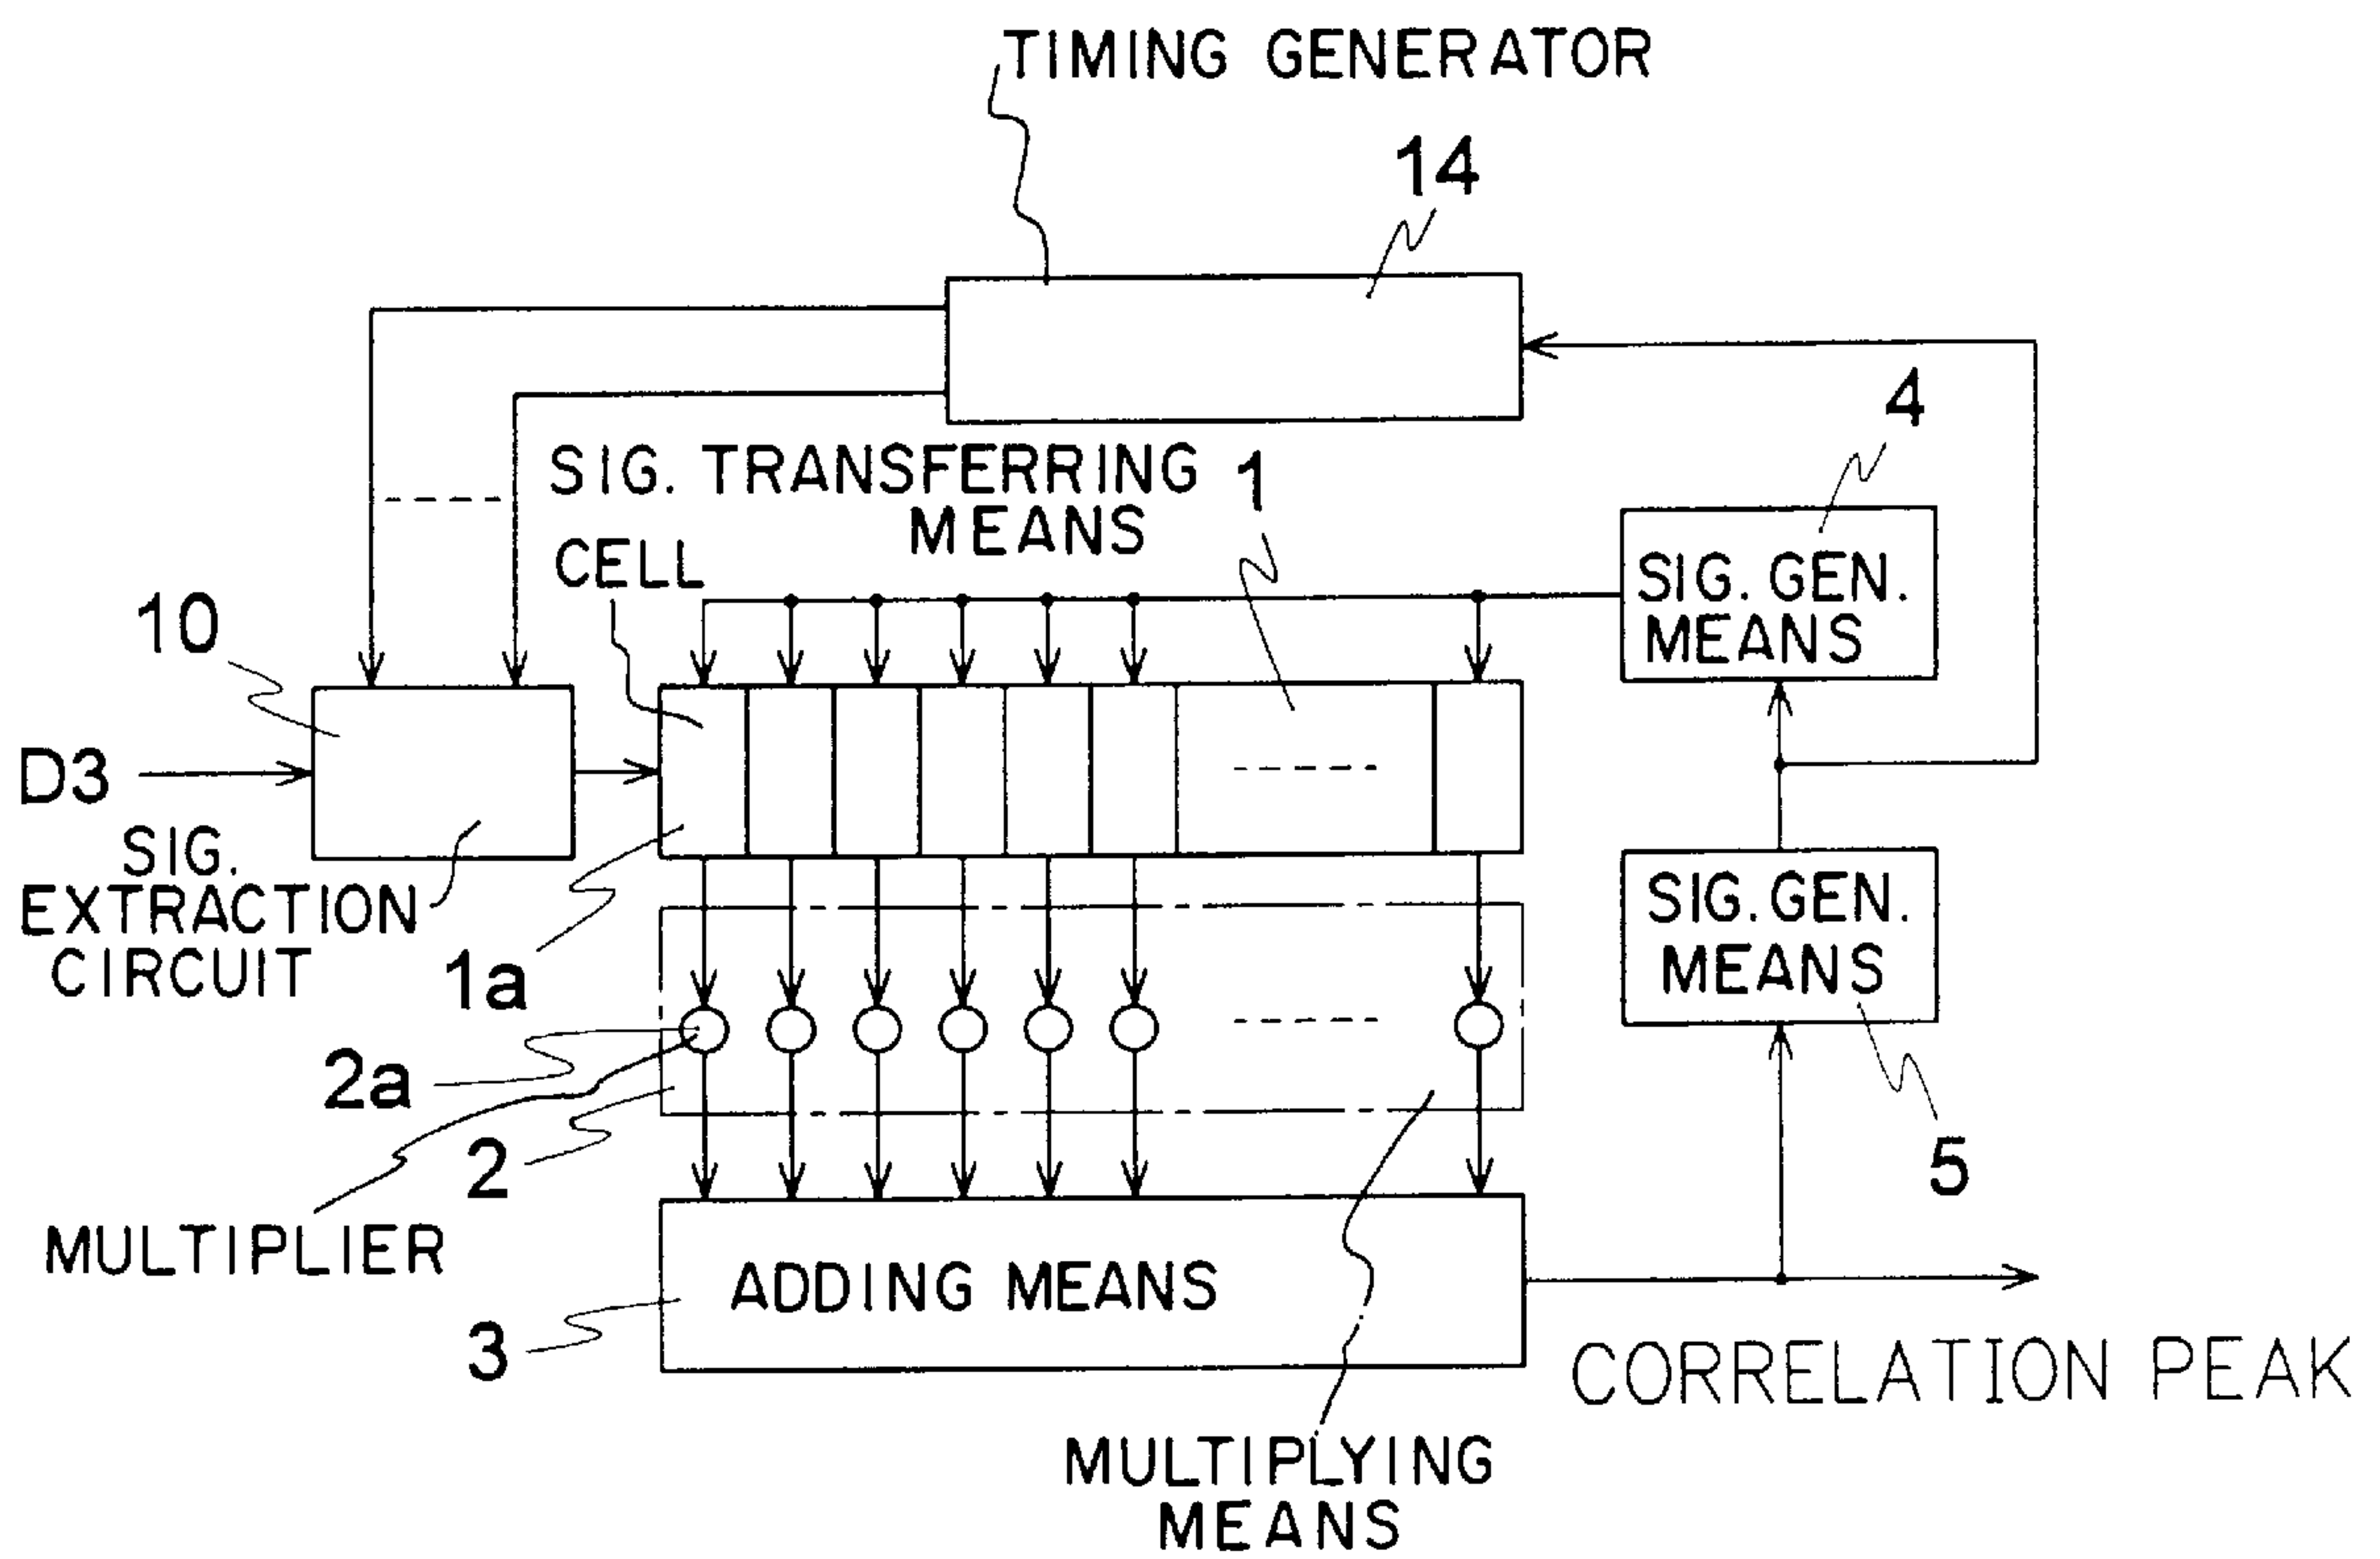 TIMING GENERATOR
14
SIG. TRANSFERRING
MEANS
1
4
CELL
SIG. GEN.
MEANS
10
D3
SIG.
EXTRACTION
CIRCUIT
1a
SIG. GEN.
MEANS
2a
2
5
MULTIPLIER
ADDING MEANS
3
CORRELATION PEAK
MULTIPLYING
MEANS